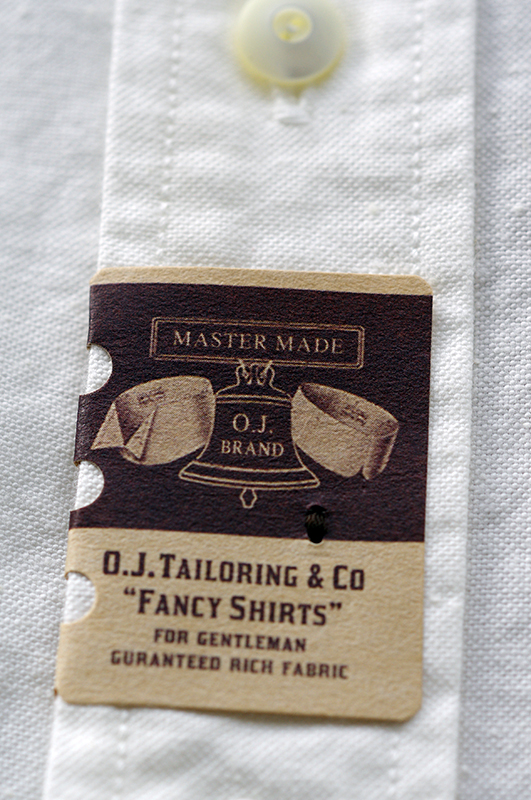 MASTER MADE
O.J.
BRAND
O.J. TAILORING & CO
“FANCY SHIRTS”
FOR GENTLEMAN
GURANTEED RICH FABRIC